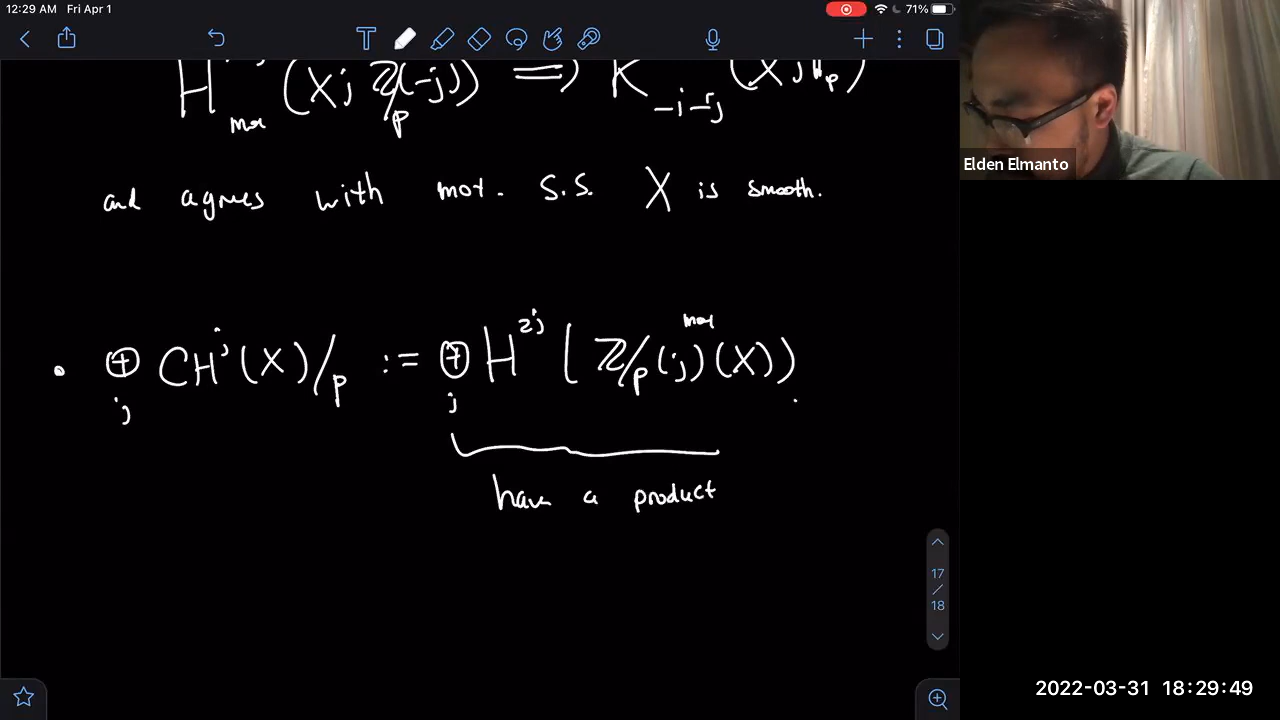 12:29 AM Fri Apr 1
71%
H_mot (X; ℤ/p(-j)) ⟹ K_{-i-j} (X;
and agrees with mot. S.S. X is smooth.
• ⊕_j CH^j(X)/p := ⊕_j H^{2j} ( ℤ/p(j)^{mot}(X))
have a product
17
/
18
Elden Elmanto
2022-03-31 18:29:49